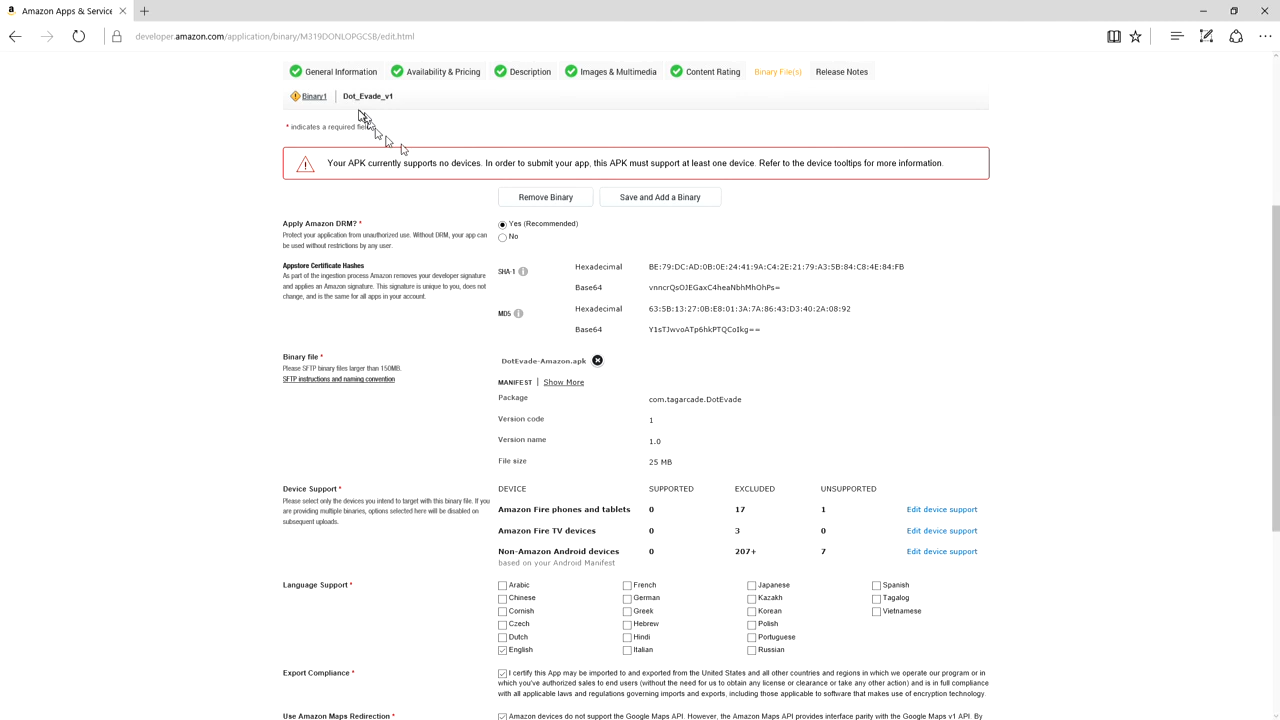 Amazon Apps & Service
developer.amazon.com/application/binary/M319DONLOPGCSB/edit.html
General Information
Availability & Pricing
Description
Images & Multimedia
Content Rating
Binary File(s)
Release Notes
Binary1
Dot_Evade_v1
* indicates a required
Your APK currently supports no devices. In order to submit your app, this APK must support at least one device. Refer to the device tooltips for more information.
Remove Binary
Save and Add a Binary
Apply Amazon DRM? *
Protect your application from unauthorized use. Without DRM, your app can
be used without restrictions by any user.
Yes (Recommended)
No
Appstore Certificate Hashes
As part of the ingestion process Amazon removes your developer signature
and applies an Amazon signature. This signature is unique to you, does not
change, and is the same for all apps in your account.
SHA-1
Hexadecimal
BE:79:DC:AD:0B:0E:24:41:9A:C4:2E:21:79:A3:5B:84:C8:4E:84:FB
Base64
vnncrQsOJEGaxC4heaNbhMhOhPs=
MD5
Hexadecimal
63:5B:13:27:0B:E8:01:3A:7A:86:43:D3:40:2A:08:92
Base64
Y1sTJwvoATp6hkPTQCoIkg==
Binary file *
Please SFTP binary files larger than 150MB.
SFTP instructions and naming convention
DotEvade-Amazon.apk
MANIFEST | Show More
Package
com.tagarcade.DotEvade
Version code
1
Version name
1.0
File size
25 MB
Device Support *
Please select only the devices you intend to target with this binary file. If you
are providing multiple binaries, options selected here will be disabled on
subsequent uploads.
DEVICE SUPPORTED EXCLUDED UNSUPPORTED
Amazon Fire phones and tablets 0 17 1 Edit device support
Amazon Fire TV devices 0 3 0 Edit device support
Non-Amazon Android devices 0 207+ 7 Edit device support
based on your Android Manifest
Language Support *
Arabic French Japanese Spanish
Chinese German Kazakh Tagalog
Cornish Greek Korean Vietnamese
Czech Hebrew Polish
Dutch Hindi Portuguese
English Italian Russian
Export Compliance *
I certify this App may be imported to and exported from the United States and all other countries and regions in which we operate our program or in
which you've authorized sales to end users (without the need for us to obtain any license or clearance or take any other action) and is in full compliance
with all applicable laws and regulations governing imports and exports, including those applicable to software that makes use of encryption technology.
Use Amazon Maps Redirection *
Amazon devices do not support the Google Maps API. However, the Amazon Maps API provides interface parity with the Google Maps v1 API. By